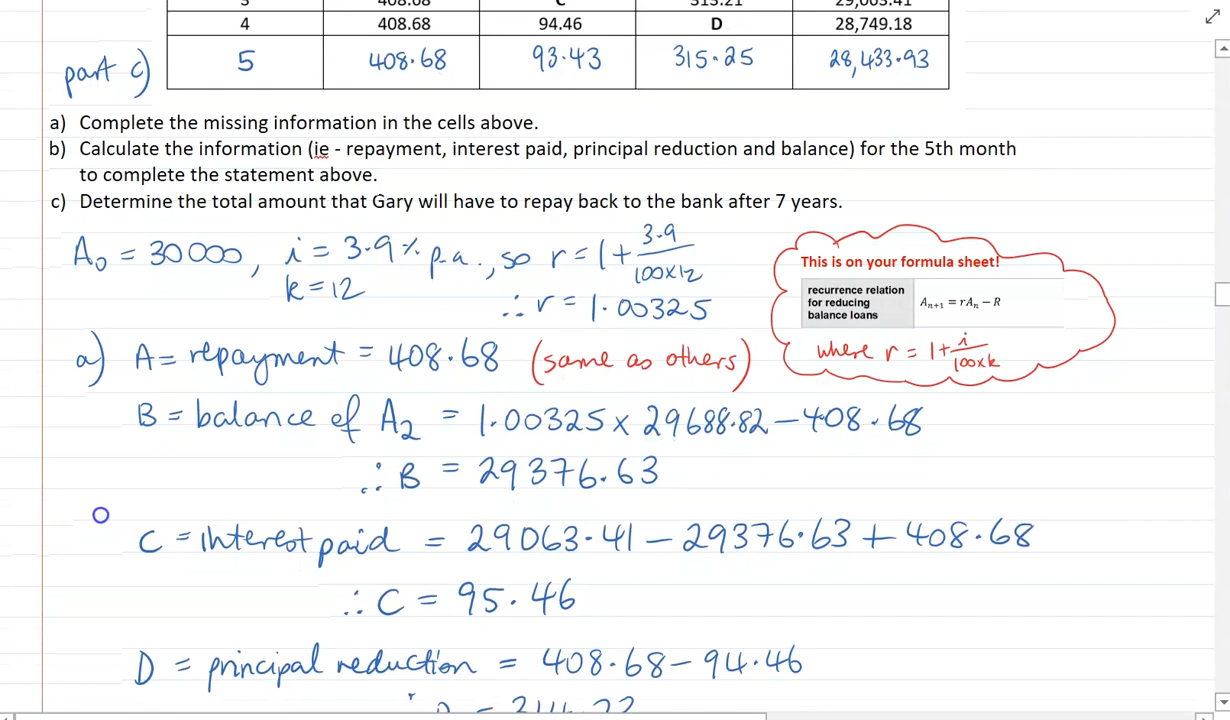 4 408.68 94.46 D 28,749.18
part c) 5 408.68 93.43 315.25 28,433.93
a) Complete the missing information in the cells above.
b) Calculate the information (ie - repayment, interest paid, principal reduction and balance) for the 5th month
to complete the statement above.
c) Determine the total amount that Gary will have to repay back to the bank after 7 years.
A₀ = 30000, i = 3.9% p.a., so r = 1 + 3.9/100×12
k = 12
∴ r = 1.00325
This is on your formula sheet!
recurrence relation
for reducing
balance loans
Aₙ₊₁ = rAₙ − R
where r = 1 + i/100×k
a) A = repayment = 408.68 (same as others)
B = balance of A₂ = 1.00325 × 29688.82 − 408.68
∴ B = 29376.63
C = interest paid = 29063.41 − 29376.63 + 408.68
∴ C = 95.46
D = principal reduction = 408.68 − 94.46